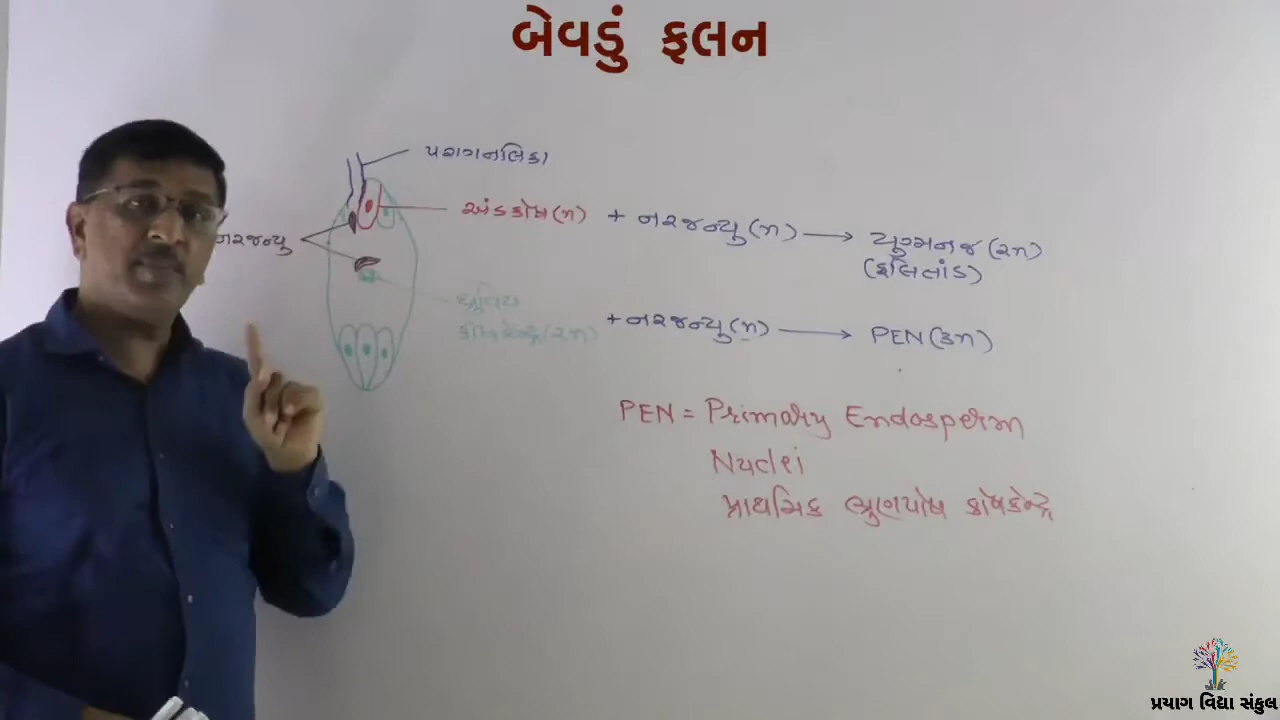 બેવડું ફલન
પરાગનલિકા
અંડકોષ(n) + નરજન્યુ(n) → યુગ્મનજ(2n)
(ફલિતાંડ)
નરજન્યુ
ધ્રુવિય
કોષકેન્દ્ર(2n) + નરજન્યુ(n) → PEN(3n)
PEN = Primary Endosperm
Nuclei
પ્રાથમિક ભ્રુણપોષ કોષકેન્દ્ર
પ્રયાગ વિદ્યા સંકુલ